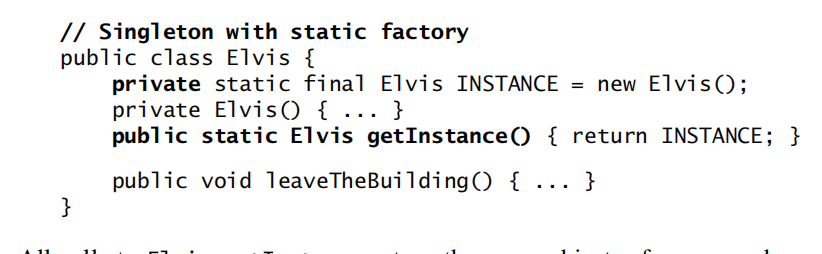 // Singleton with static factory
public class Elvis {
    private static final Elvis INSTANCE = new Elvis();
    private Elvis() { ... }
    public static Elvis getInstance() { return INSTANCE; }
    public void leaveTheBuilding() { ... }
}